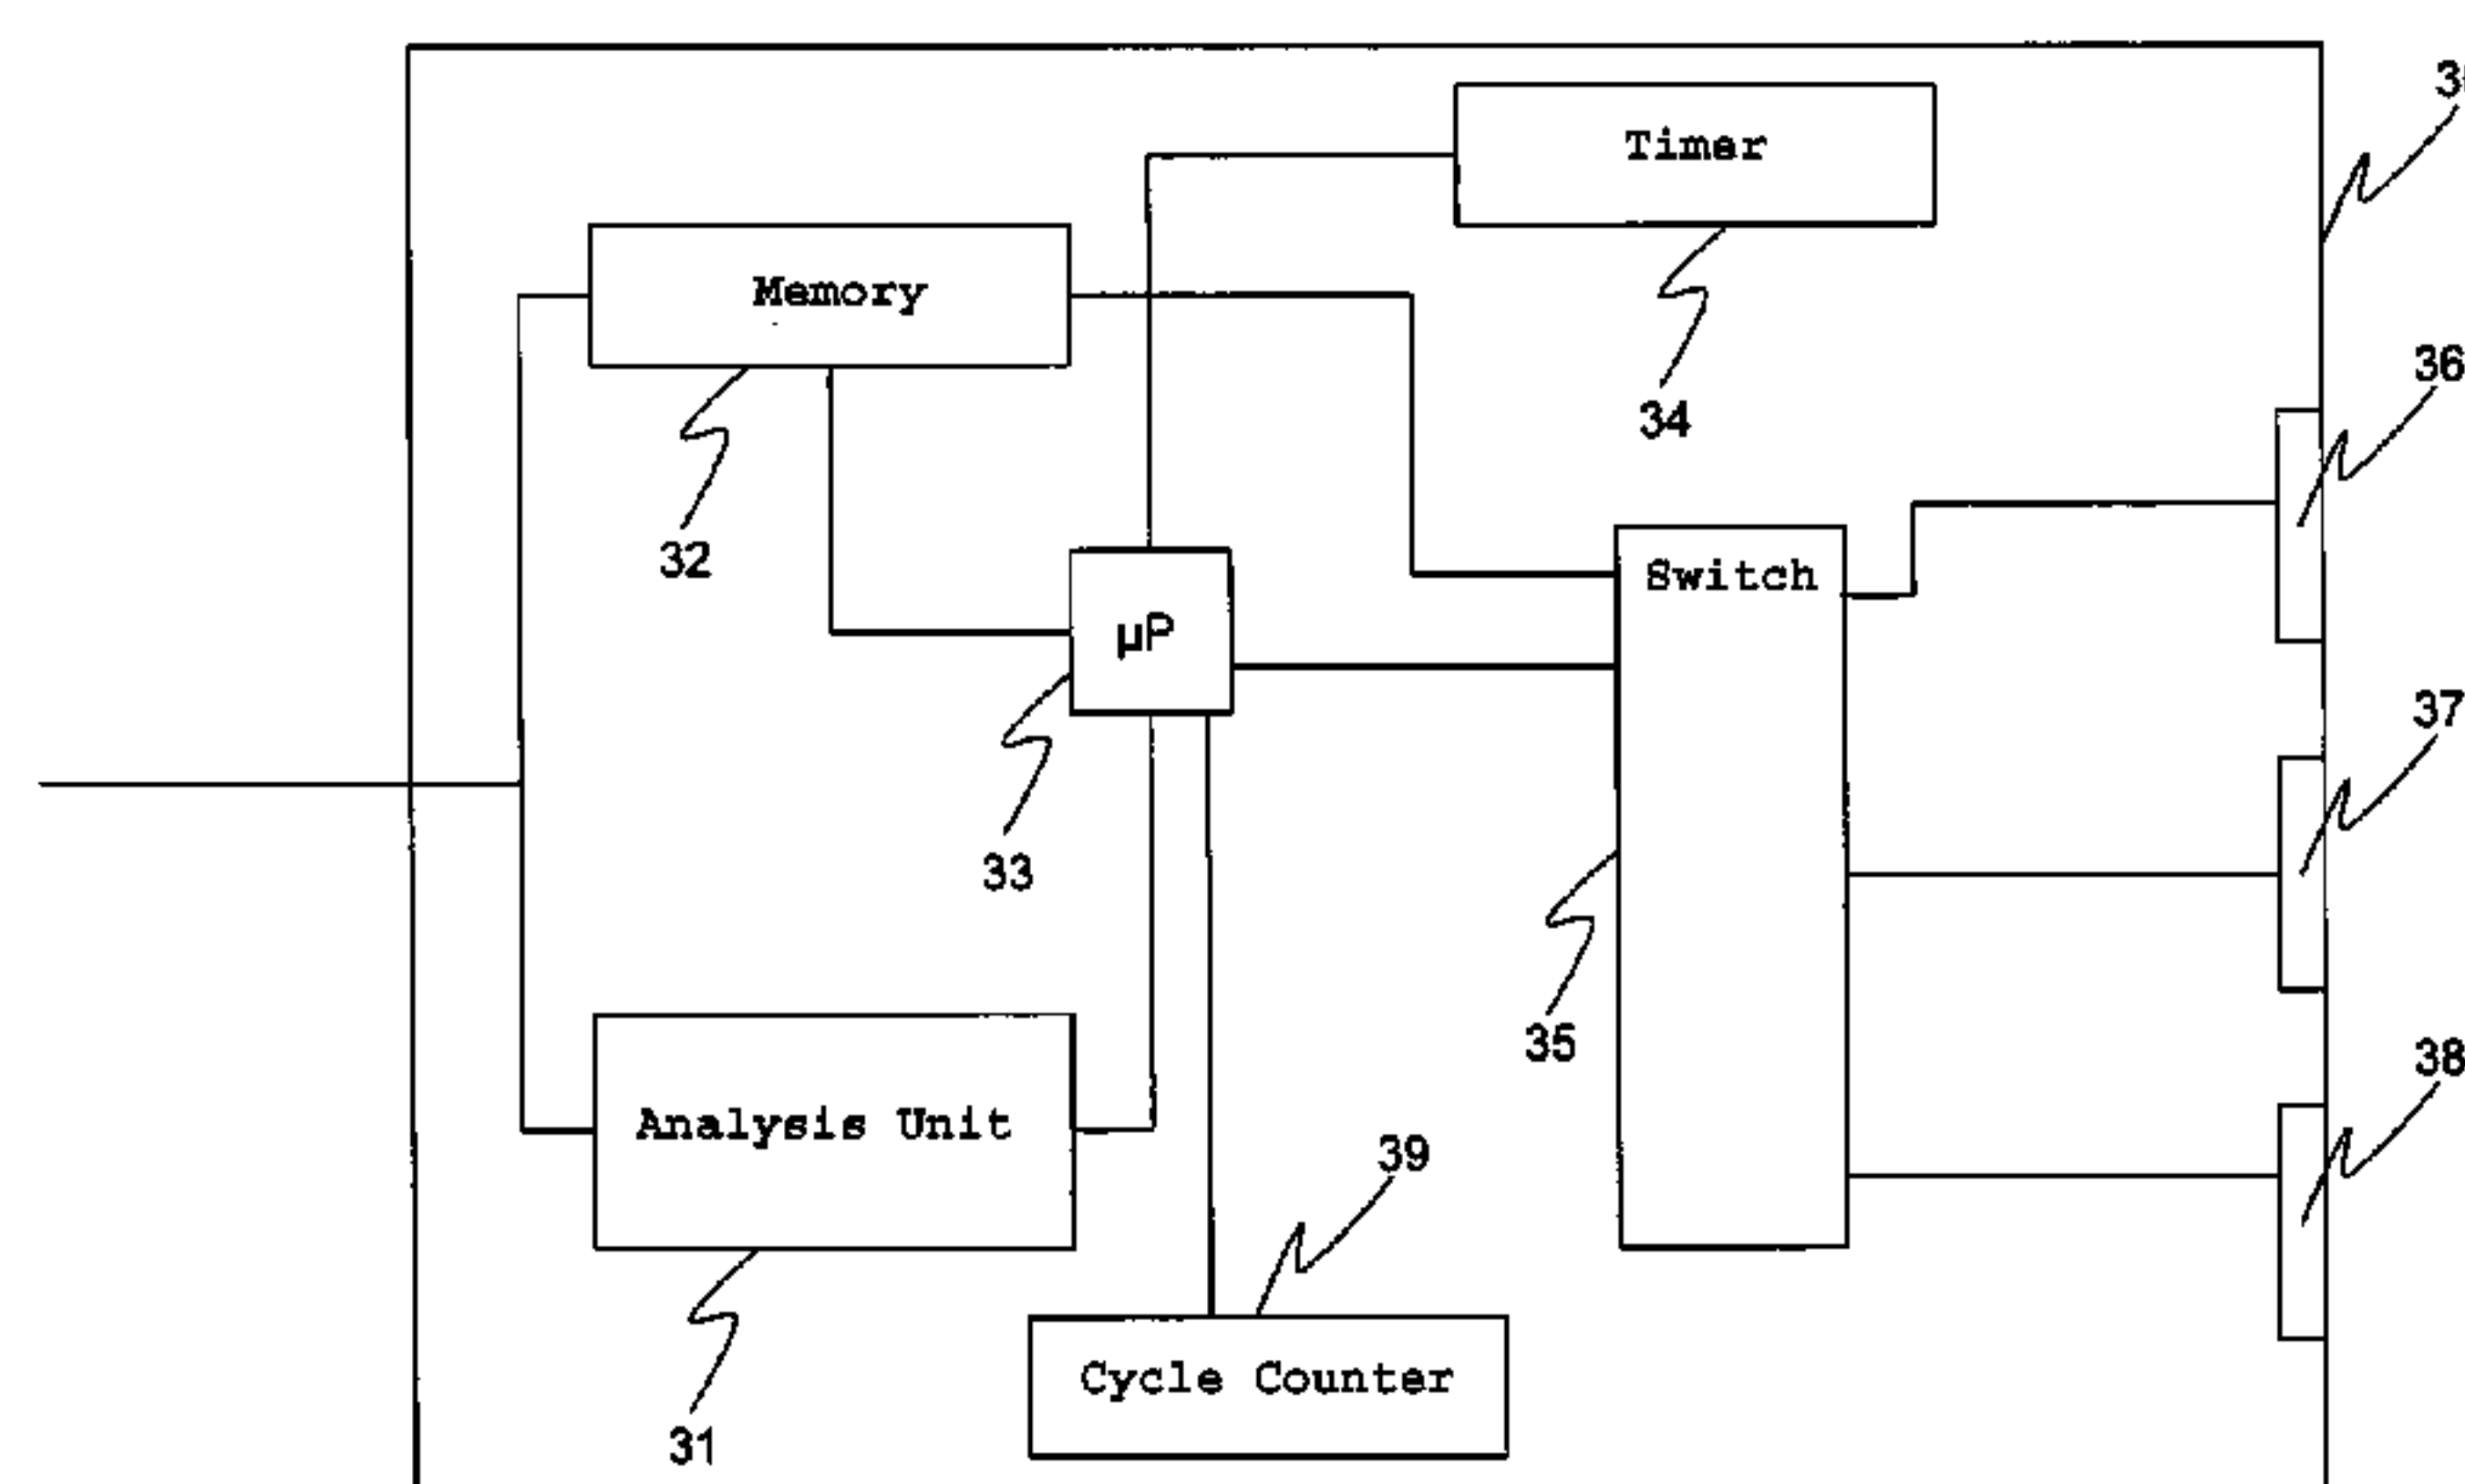 Timer
Memory
34
36
32
Switch
µP
37
33
35
38
Analysis Unit
39
Cycle Counter
31